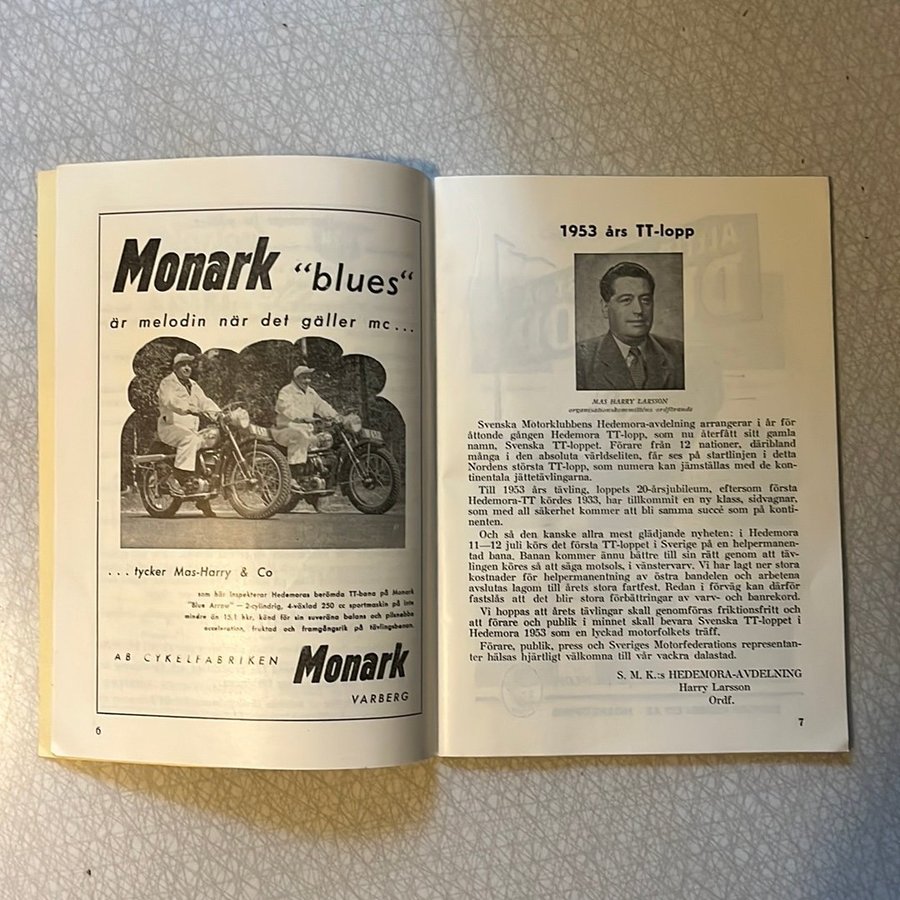 Monark "blues"
är melodin när det gäller mc...
...tycker Mas-Harry & Co
som här inspekterar Hedemoras berömda TT-bana på Monark
"Blue Arrow" — 2-cylindrig, 4-växlad 250 cc sportmaskin på inte
mindre än 15,1 hkr, känd för sin suveräna balans och pilsnabba
acceleration, fruktad och framgångsrik på tävlingsbanan.
AB CYKELFABRIKEN Monark
VARBERG
6
1953 års TT-lopp
MAS HARRY LARSSON
organisationskommitténs ordförande
Svenska Motorklubbens Hedemora-avdelning arrangerar i år för
åttonde gången Hedemora TT-lopp, som nu återfått sitt gamla
namn, Svenska TT-loppet. Förare från 12 nationer, däribland
många i den absoluta världseliten, får ses på startlinjen i detta
Nordens största TT-lopp, som numera kan jämställas med de kon-
tinentala jättetävlingarna.
Till 1953 års tävling, loppets 20-årsjubileum, eftersom första
Hedemora-TT kördes 1933, har tillkommit en ny klass, sidvagnar,
som med all säkerhet kommer att bli samma succé som på konti-
nenten.
Och så den kanske allra mest glädjande nyheten: i Hedemora
11—12 juli körs det första TT-loppet i Sverige på en helpermanen-
tad bana. Banan kommer ännu bättre till sin rätt genom att täv-
lingen köres så att säga motsols, i vänstervarv. Vi har lagt ner stora
kostnader för helpermanentning av östra bandelen och arbetena
avslutas lagom till årets stora fartfest. Redan i förväg kan därför
fastslås att det blir stora förbättringar av varv- och banrekord.
Vi hoppas att årets tävlingar skall genomföras friktionsfritt och
att förare och publik i minnet skall bevara Svenska TT-loppet i
Hedemora 1953 som en lyckad motorfolkets träff.
Förare, publik, press och Sveriges Motorfederations representan-
ter hälsas hjärtligt välkomna till vår vackra dalastad.
S. M. K.:s HEDEMORA-AVDELNING
Harry Larsson
Ordf.
7